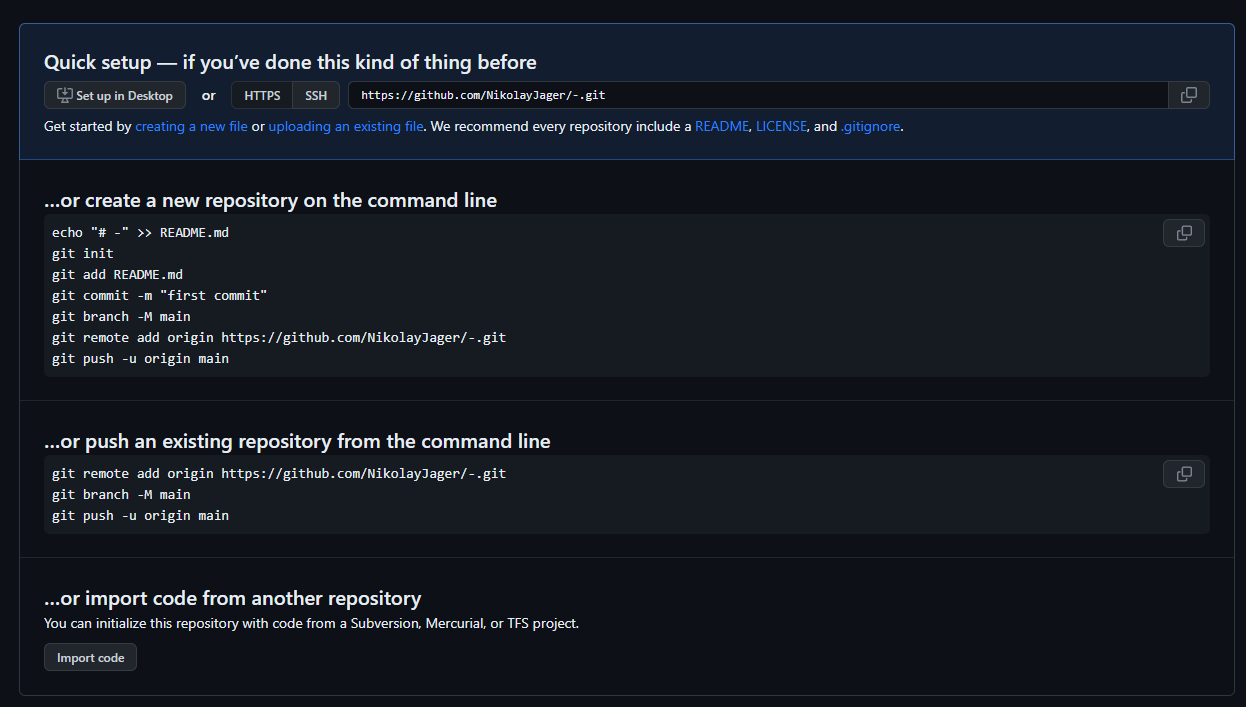 Quick setup — if you’ve done this kind of thing before
Set up in Desktop or HTTPS SSH https://github.com/NikolayJager/-.git
Get started by creating a new file or uploading an existing file. We recommend every repository include a README, LICENSE, and .gitignore.
…or create a new repository on the command line
echo "# -" >> README.md
git init
git add README.md
git commit -m "first commit"
git branch -M main
git remote add origin https://github.com/NikolayJager/-.git
git push -u origin main
…or push an existing repository from the command line
git remote add origin https://github.com/NikolayJager/-.git
git branch -M main
git push -u origin main
…or import code from another repository
You can initialize this repository with code from a Subversion, Mercurial, or TFS project.
Import code